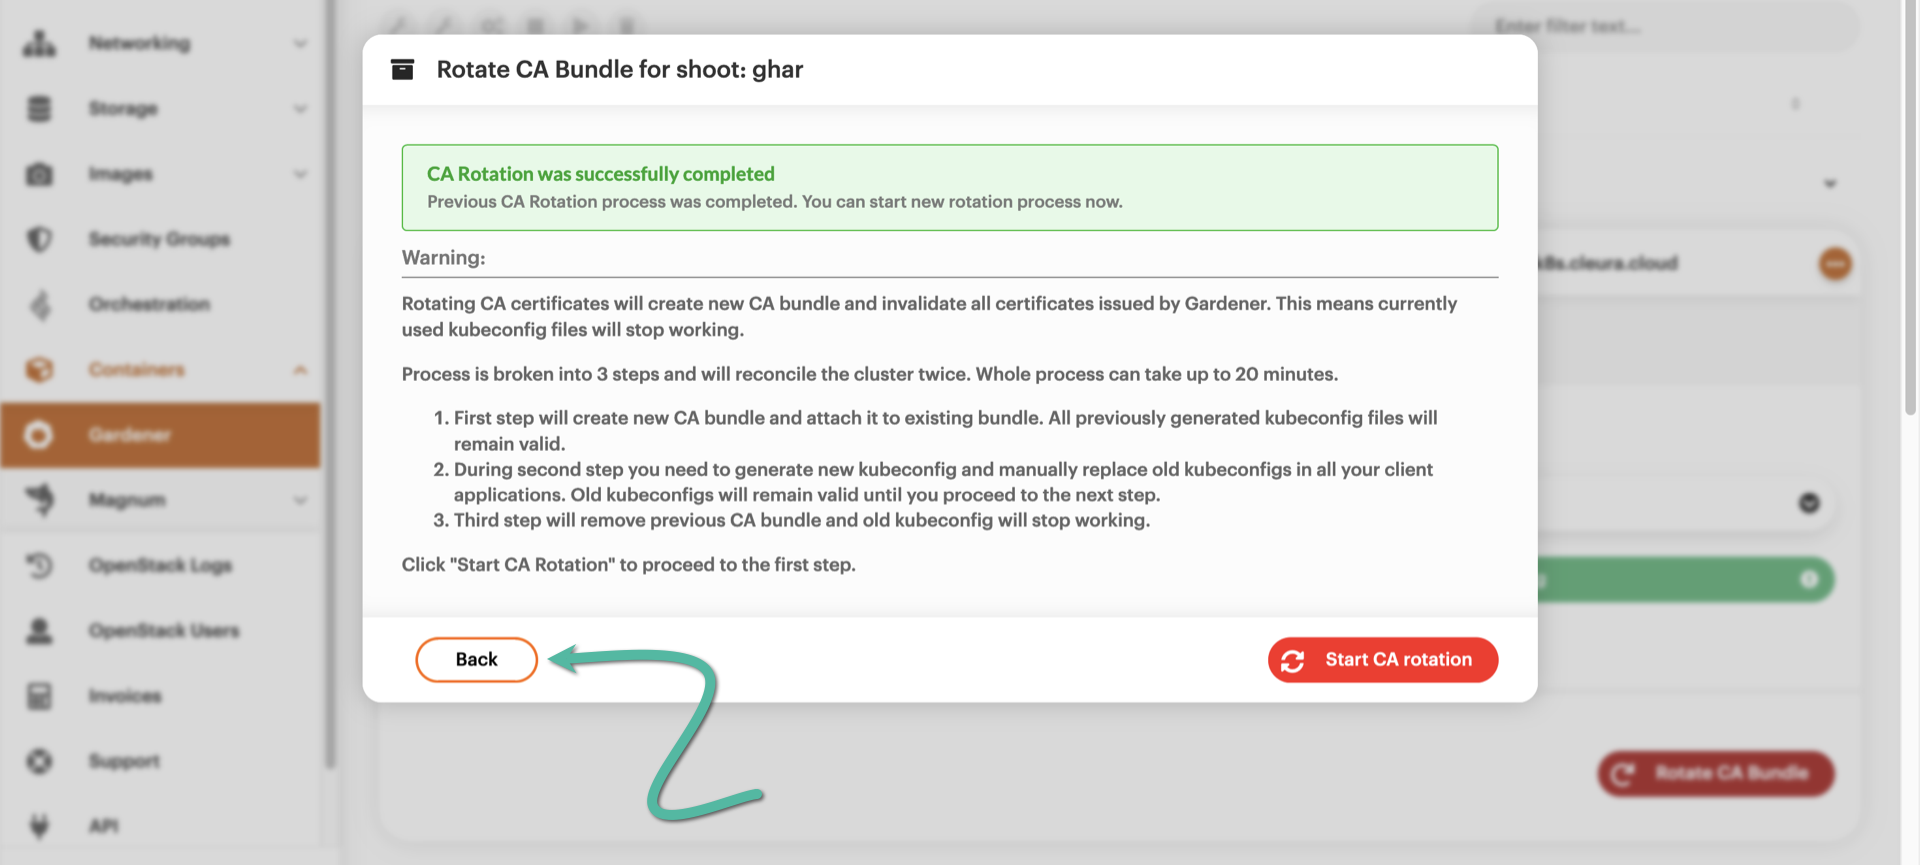 Networking
Storage
Images
Security Groups
Orchestration
Containers
Gardener
Magnum
OpenStack Logs
OpenStack Users
Invoices
Support
API
Enter filter text...
Rotate CA Bundle for shoot: ghar
CA Rotation was successfully completed
Previous CA Rotation process was completed. You can start new rotation process now.
Warning:
Rotating CA certificates will create new CA bundle and invalidate all certificates issued by Gardener. This means currently
used kubeconfig files will stop working.
Process is broken into 3 steps and will reconcile the cluster twice. Whole process can take up to 20 minutes.
1. First step will create new CA bundle and attach it to existing bundle. All previously generated kubeconfig files will
remain valid.
2. During second step you need to generate new kubeconfig and manually replace old kubeconfigs in all your client
applications. Old kubeconfigs will remain valid until you proceed to the next step.
3. Third step will remove previous CA bundle and old kubeconfig will stop working.
Click "Start CA Rotation" to proceed to the first step.
Back
Start CA rotation
k8s.cleura.cloud
Rotate CA Bundle